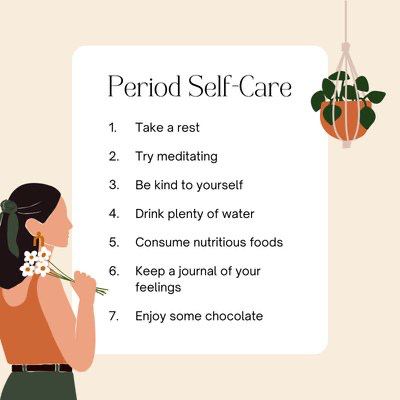 Period Self-Care
1. Take a rest
2. Try meditating
3. Be kind to yourself
4. Drink plenty of water
5. Consume nutritious foods
6. Keep a journal of your
feelings
7. Enjoy some chocolate